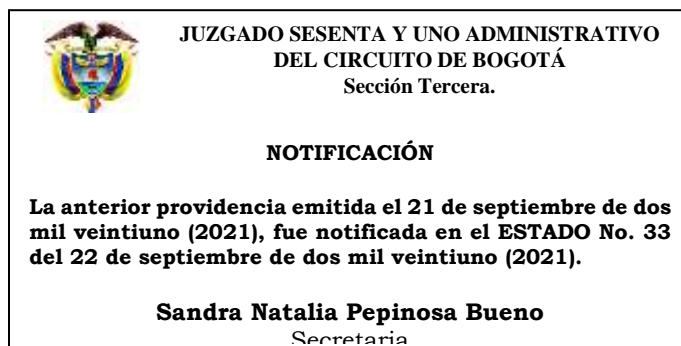 JUZGADO SESENTA Y UNO ADMINISTRATIVO
DEL CIRCUITO DE BOGOTÁ
Sección Tercera.
NOTIFICACIÓN
La anterior providencia emitida el 21 de septiembre de dos
mil veintiuno (2021), fue notificada en el ESTADO No. 33
del 22 de septiembre de dos mil veintiuno (2021).
Sandra Natalia Pepinosa Bueno
Secretaria